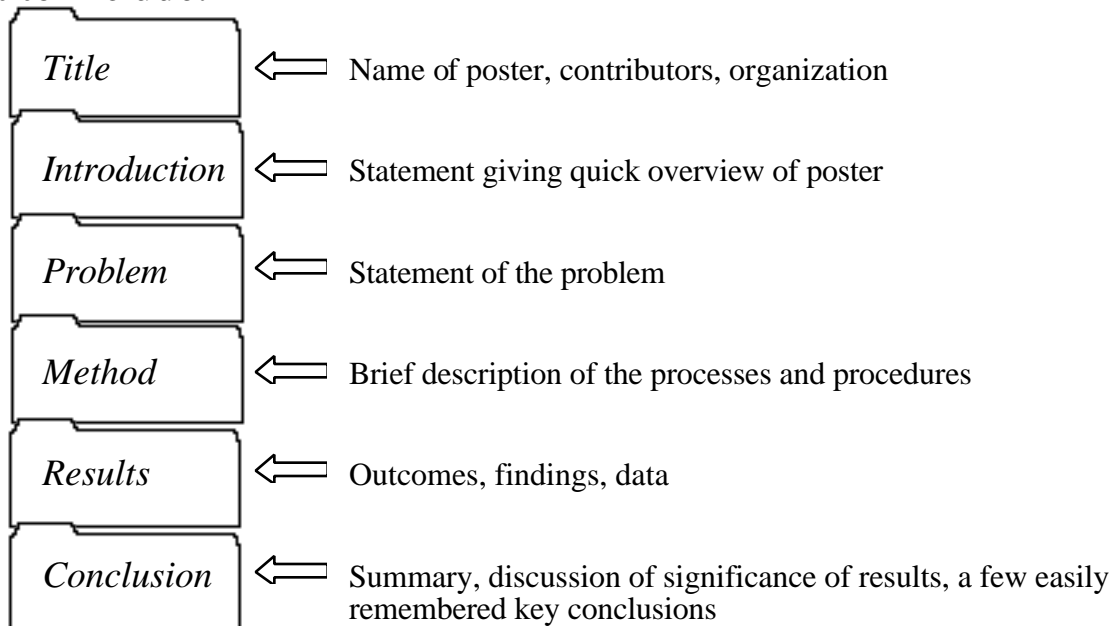 Title
Name of poster, contributors, organization
Introduction
Statement giving quick overview of poster
Problem
Statement of the problem
Method
Brief description of the processes and procedures
Results
Outcomes, findings, data
Conclusion
Summary, discussion of significance of results, a few easily
remembered key conclusions